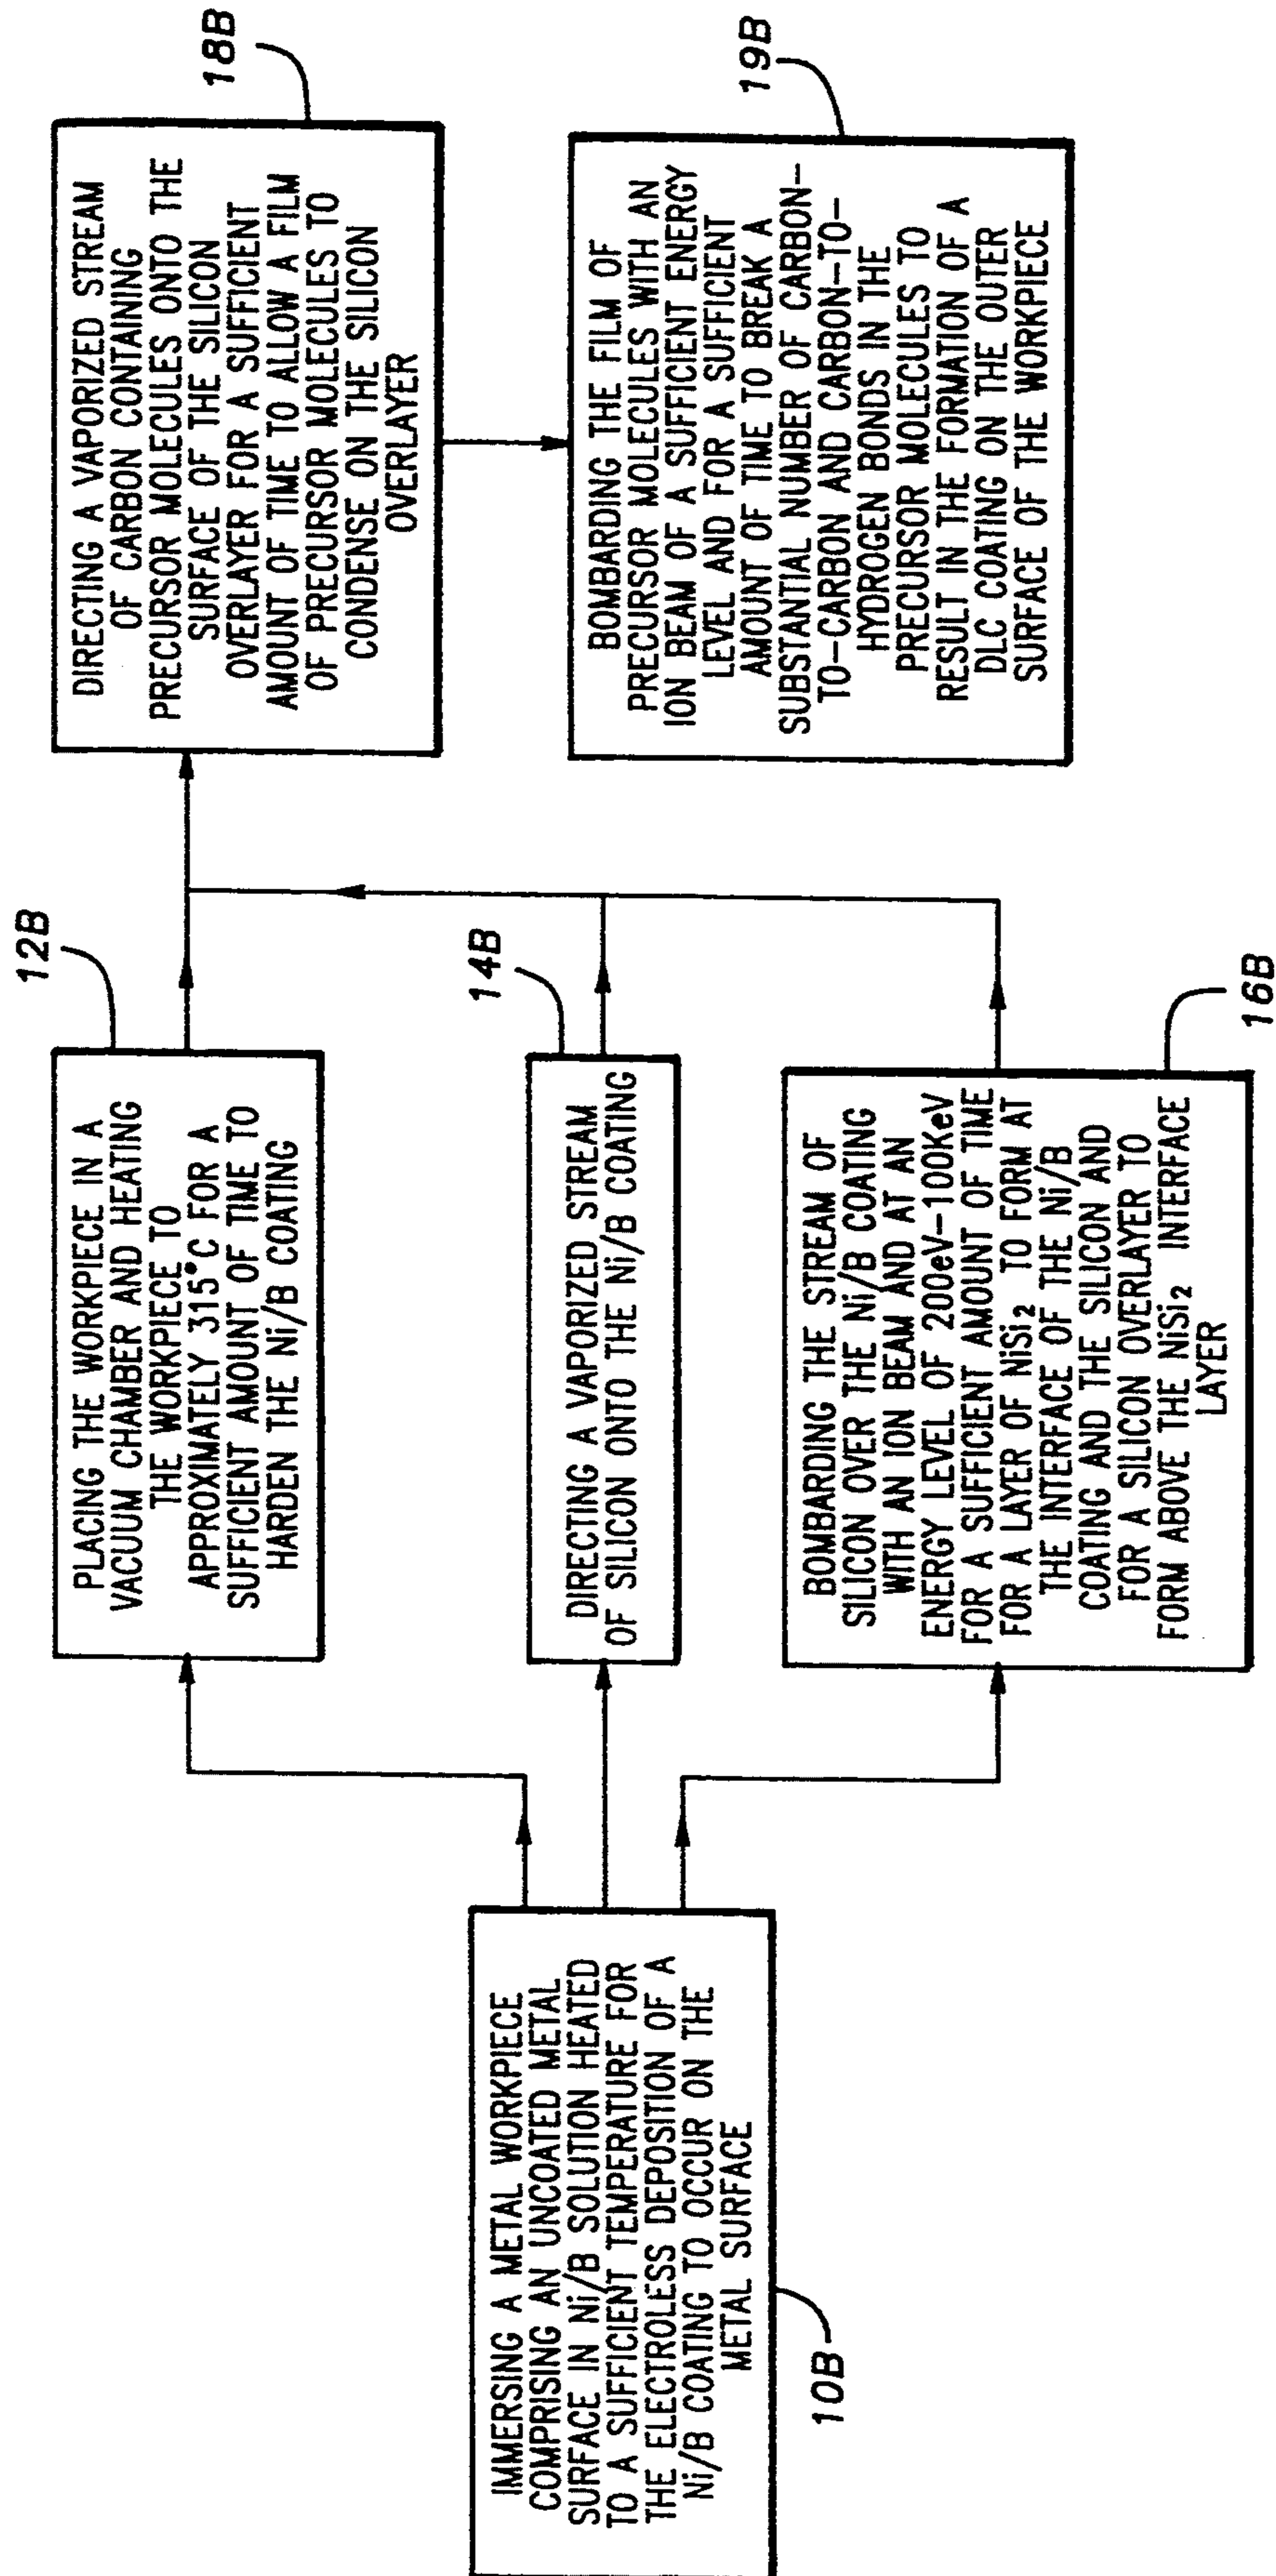 IMMERSING A METAL WORKPIECE
COMPRISING AN UNCOATED METAL
SURFACE IN Ni/B SOLUTION HEATED
TO A SUFFICIENT TEMPERATURE FOR
THE ELECTROLESS DEPOSITION OF A
Ni/B COATING TO OCCUR ON THE
METAL SURFACE
10B
PLACING THE WORKPIECE IN A
VACUUM CHAMBER AND HEATING
THE WORKPIECE TO
APPROXIMATELY 315°C FOR A
SUFFICIENT AMOUNT OF TIME TO
HARDEN THE Ni/B COATING
12B
DIRECTING A VAPORIZED STREAM
OF SILICON ONTO THE Ni/B COATING
14B
BOMBARDING THE STREAM OF
SILICON OVER THE Ni/B COATING
WITH AN ION BEAM AND AT AN
ENERGY LEVEL OF 200eV-100KeV
FOR A SUFFICIENT AMOUNT OF TIME
FOR A LAYER OF NiSi₂ TO FORM AT
THE INTERFACE OF THE Ni/B
COATING AND THE SILICON AND
FOR A SILICON OVERLAYER TO
FORM ABOVE THE NiSi₂ INTERFACE
LAYER
16B
DIRECTING A VAPORIZED STREAM
OF CARBON CONTAINING
PRECURSOR MOLECULES ONTO THE
SURFACE OF THE SILICON
OVERLAYER FOR A SUFFICIENT
AMOUNT OF TIME TO ALLOW A FILM
OF PRECURSOR MOLECULES TO
CONDENSE ON THE SILICON
OVERLAYER
18B
BOMBARDING THE FILM OF
PRECURSOR MOLECULES WITH AN
ION BEAM OF A SUFFICIENT ENERGY
LEVEL AND FOR A SUFFICIENT
AMOUNT OF TIME TO BREAK A
SUBSTANTIAL NUMBER OF CARBON-
TO-CARBON AND CARBON-TO-
HYDROGEN BONDS IN THE
PRECURSOR MOLECULES TO
RESULT IN THE FORMATION OF A
DLC COATING ON THE OUTER
SURFACE OF THE WORKPIECE
19B